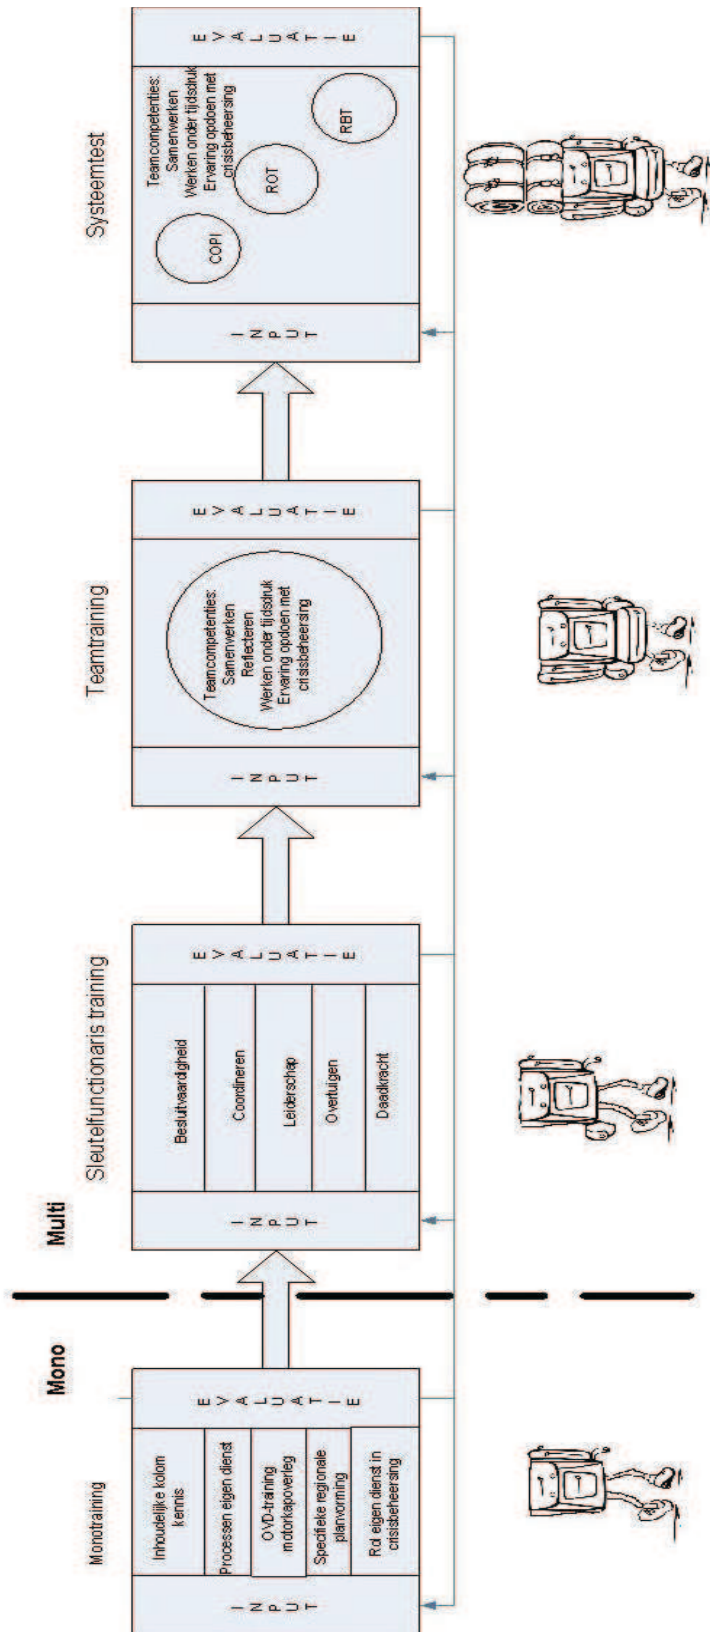 Mono
Multi
Monotraining
INPUT
Inhoudelijke kolom
kennis
Processen eigen dienst
OVD-training
motorkapoverleg
Specifieke regionale
planvorming
Rol eigen dienst in
crisisbeheersing
EVALUATIE
Sleutelfunctionaris training
INPUT
Besluitvaardigheid
Coordineren
Leiderschap
Overtuigen
Daadkracht
EVALUATIE
Teamtraining
INPUT
Teamcompetenties:
Samenwerken
Reflecteren
Werken onder tijdsdruk
Ervaring opdoen met
crisisbeheersing
EVALUATIE
Systeemtest
INPUT
Teamcompetenties:
Samenwerken
Werken onder tijdsdruk
Ervaring opdoen met
crisisbeheersing
COPI
ROT
RBT
EVALUATIE